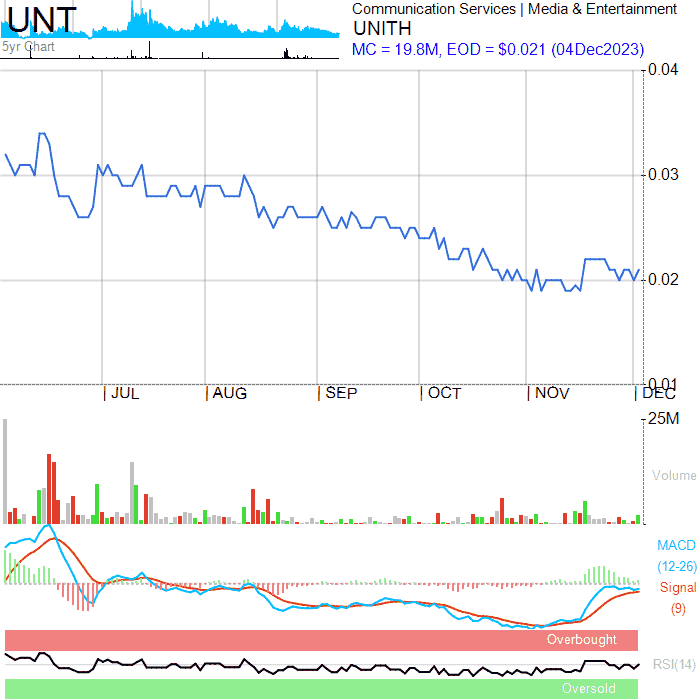 UNT
5yr Chart
Communication Services | Media & Entertainment
UNITH
MC = 19.8M, EOD = $0.021 (04Dec2023)
0.04
0.03
0.02
0.01
JUL AUG SEP OCT NOV DEC
25M
Volume
MACD
(12-26)
Signal
(9)
Overbought
RSI(14)
Oversold